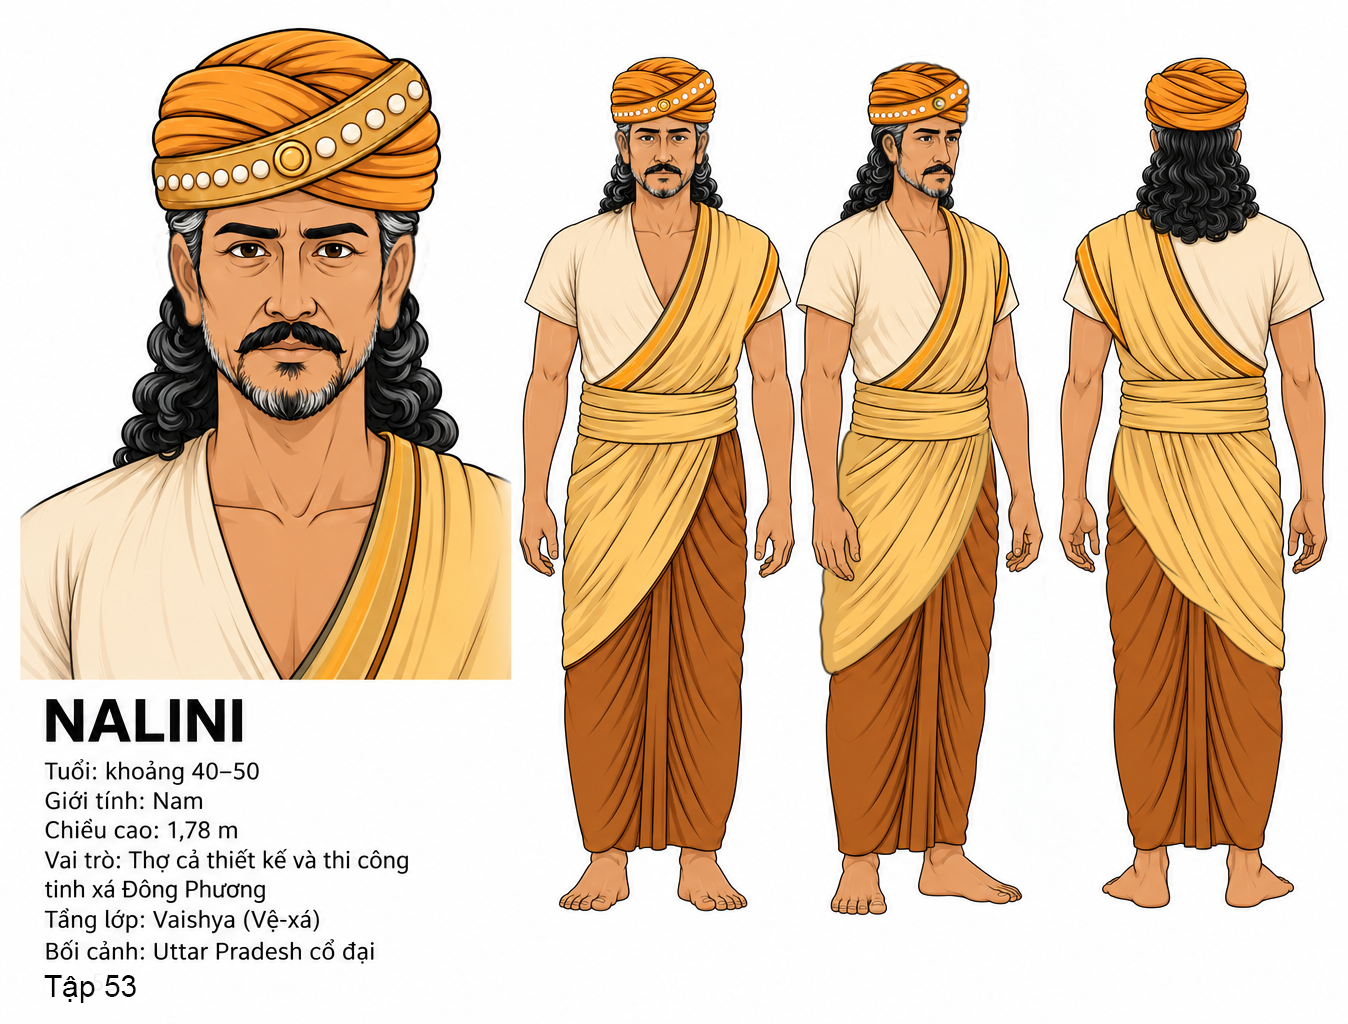 NALINI
Tuổi: khoảng 40–50
Giới tính: Nam
Chiều cao: 1,78 m
Vai trò: Thợ cả thiết kế và thi công
tinh xá Đông Phương
Tầng lớp: Vaishya (Vệ-xá)
Bối cảnh: Uttar Pradesh cổ đại
Tập 53